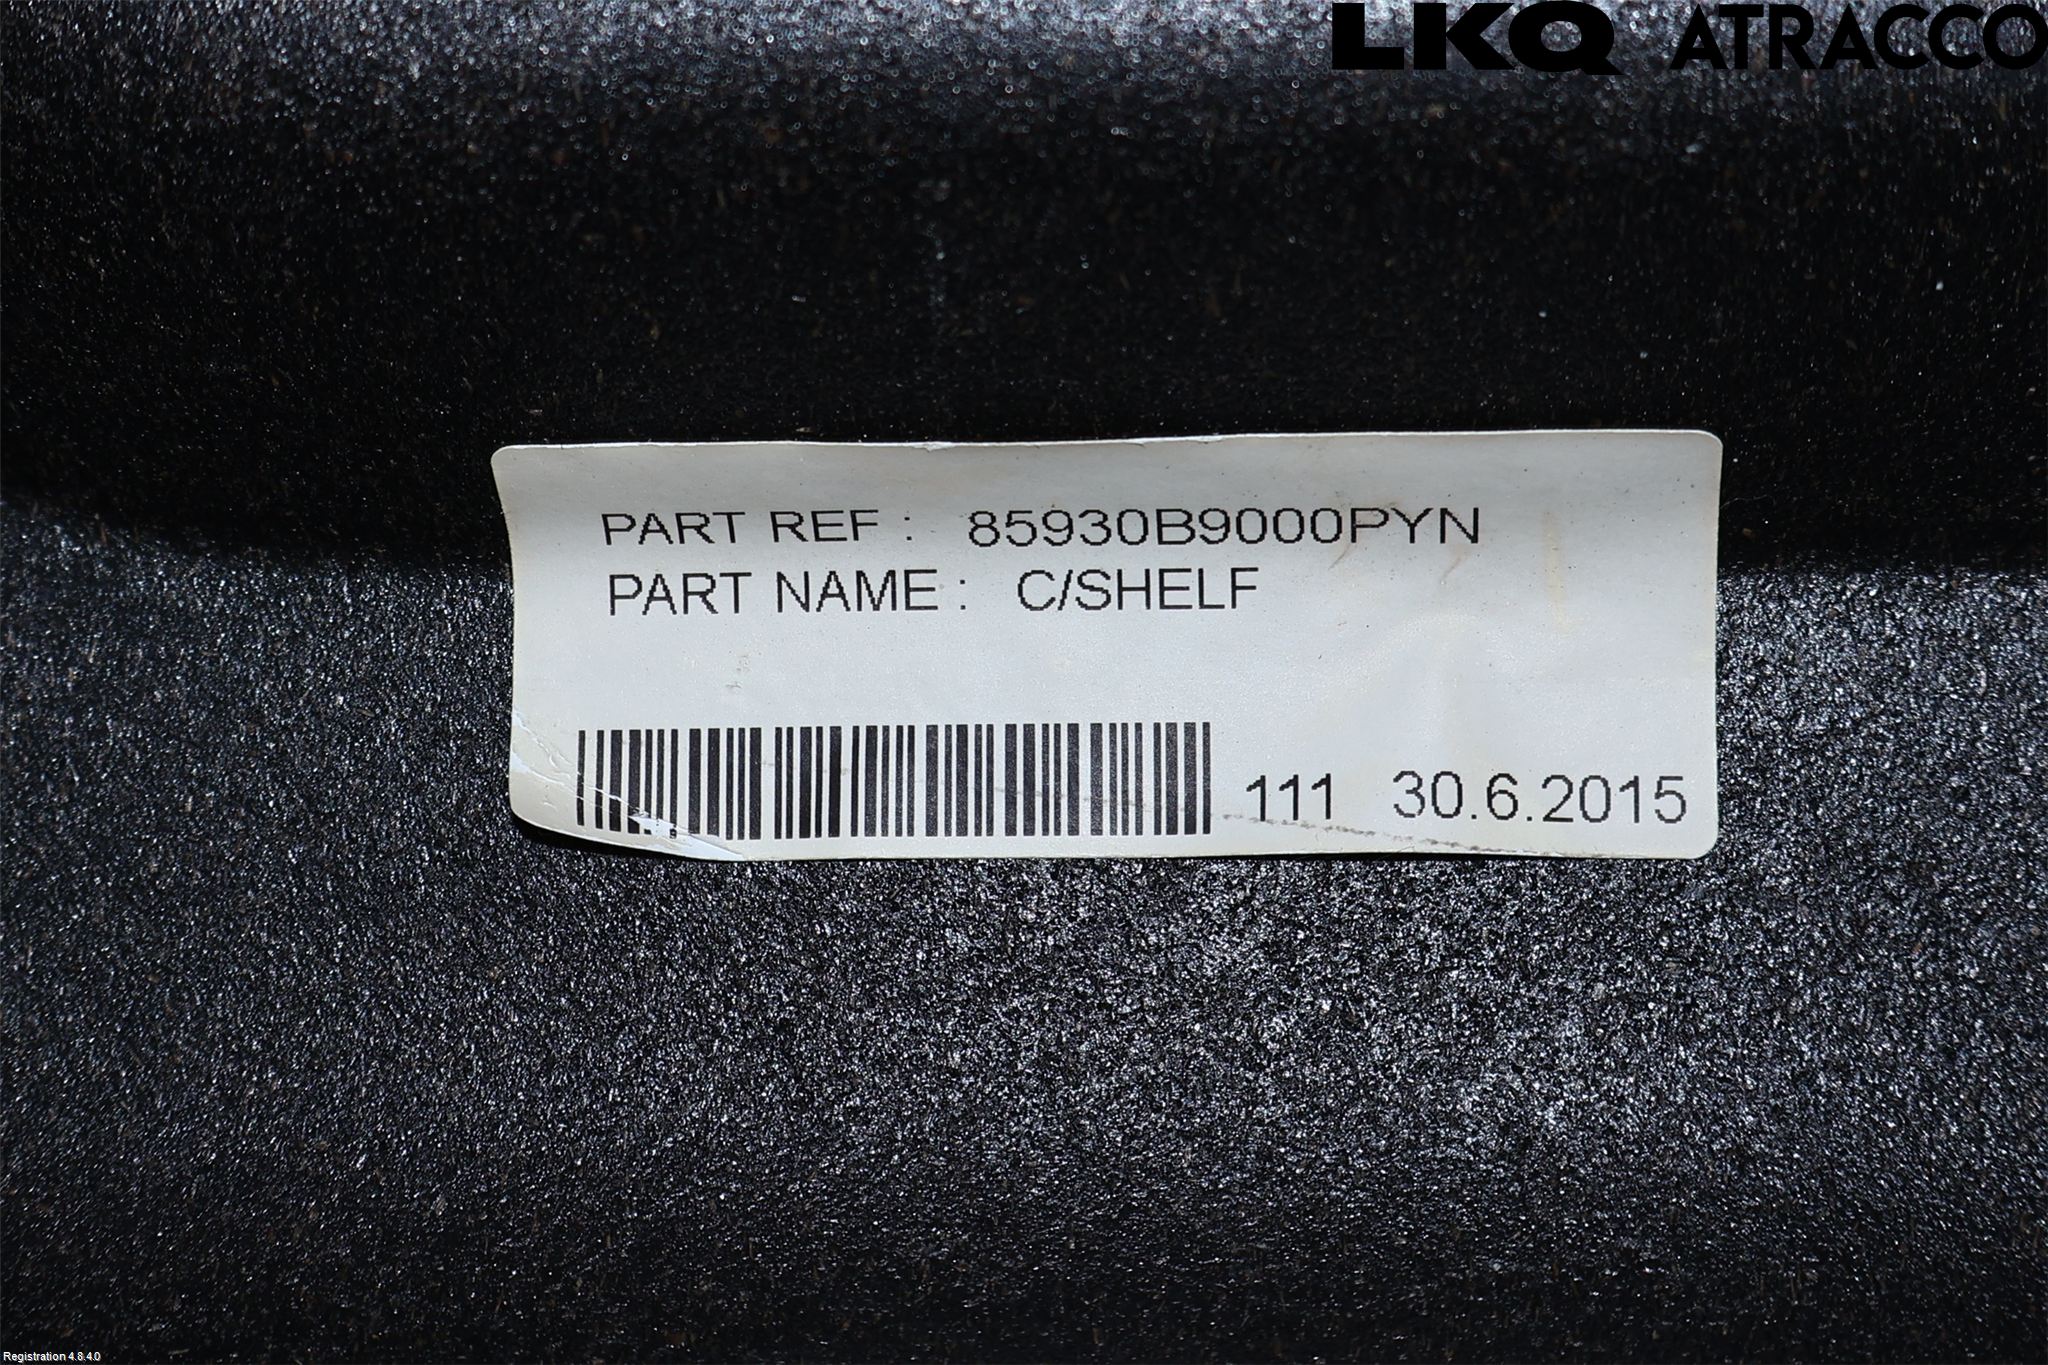 LKQ ATRACCO
PART REF : 85930B9000PYN
PART NAME : C/SHELF
111 30.6.2015
Registration 4.8.4.0